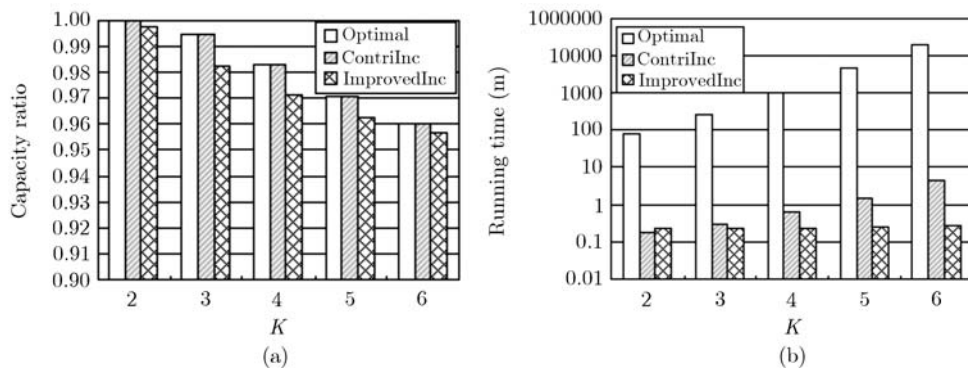 Capacity ratio
1.00
0.99
0.98
0.97
0.96
0.95
0.94
0.93
0.92
0.91
0.90
Optimal
ContriInc
ImprovedInc
2 3 4 5 6
K
(a)
Running time (m)
1000000
10000
1000
100
10
1
0.1
0.01
Optimal
ContriInc
ImprovedInc
2 3 4 5 6
K
(b)